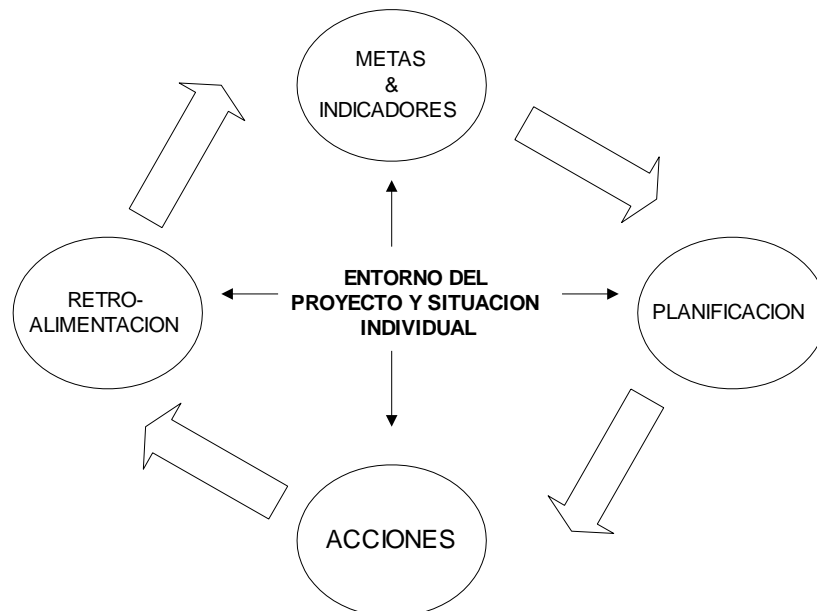 METAS
&
INDICADORES
RETRO-
ALIMENTACION
ENTORNO DEL
PROYECTO Y SITUACION
INDIVIDUAL
PLANIFICACION
ACCIONES